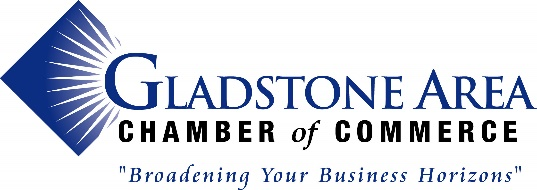 GLADSTONE AREA
CHAMBER of COMMERCE
"Broadening Your Business Horizons"